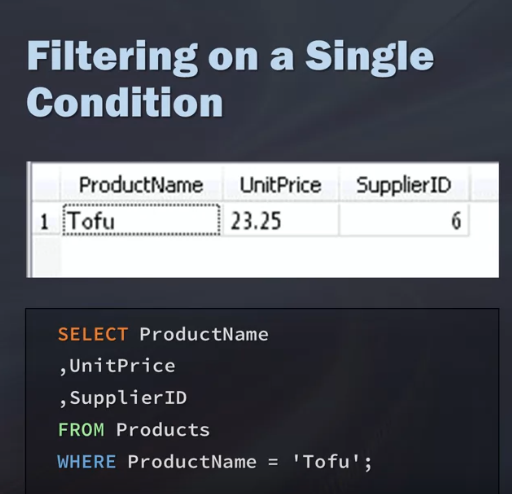 Filtering on a Single
Condition
ProductName UnitPrice SupplierID
1 Tofu 23.25 6
SELECT ProductName
,UnitPrice
,SupplierID
FROM Products
WHERE ProductName = 'Tofu';